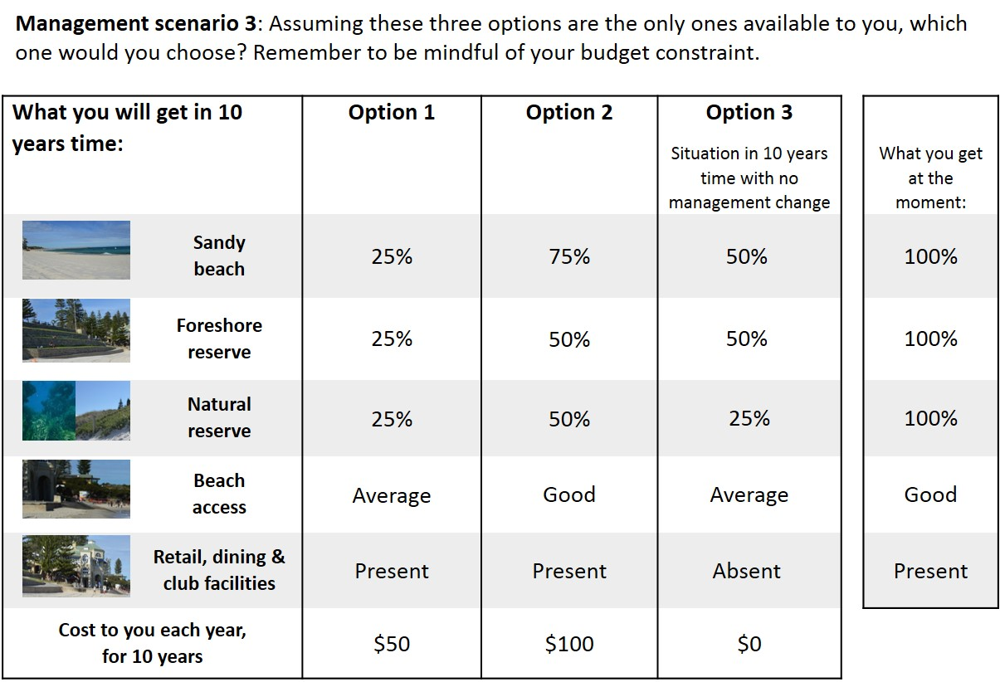 Management scenario 3: Assuming these three options are the only ones available to you, which
one would you choose? Remember to be mindful of your budget constraint.
What you will get in 10
years time:
Option 1
Option 2
Option 3
Situation in 10 years
time with no
management change
What you get
at the
moment:
Sandy
beach
25%
75%
50%
100%
Foreshore
reserve
25%
50%
50%
100%
Natural
reserve
25%
50%
25%
100%
Beach
access
Average
Good
Average
Good
Retail, dining &
club facilities
Present
Present
Absent
Present
Cost to you each year,
for 10 years
$50
$100
$0